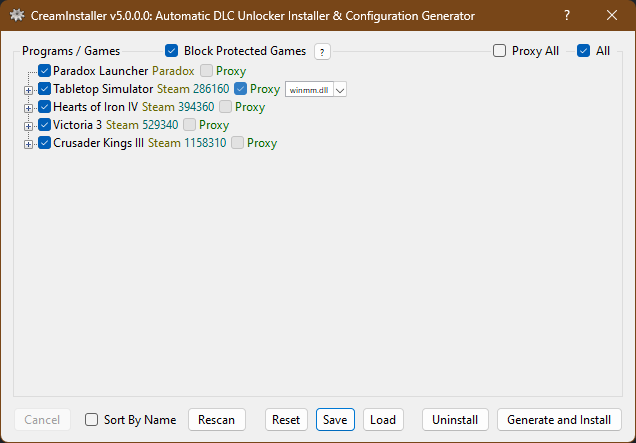 CreamInstaller v5.0.0.0: Automatic DLC Unlocker Installer & Configuration Generator ?
Programs / Games Block Protected Games ? Proxy All All
Paradox Launcher Paradox Proxy
Tabletop Simulator Steam 286160 Proxy winmm.dll
Hearts of Iron IV Steam 394360 Proxy
Victoria 3 Steam 529340 Proxy
Crusader Kings III Steam 1158310 Proxy
Cancel Sort By Name Rescan Reset Save Load Uninstall Generate and Install